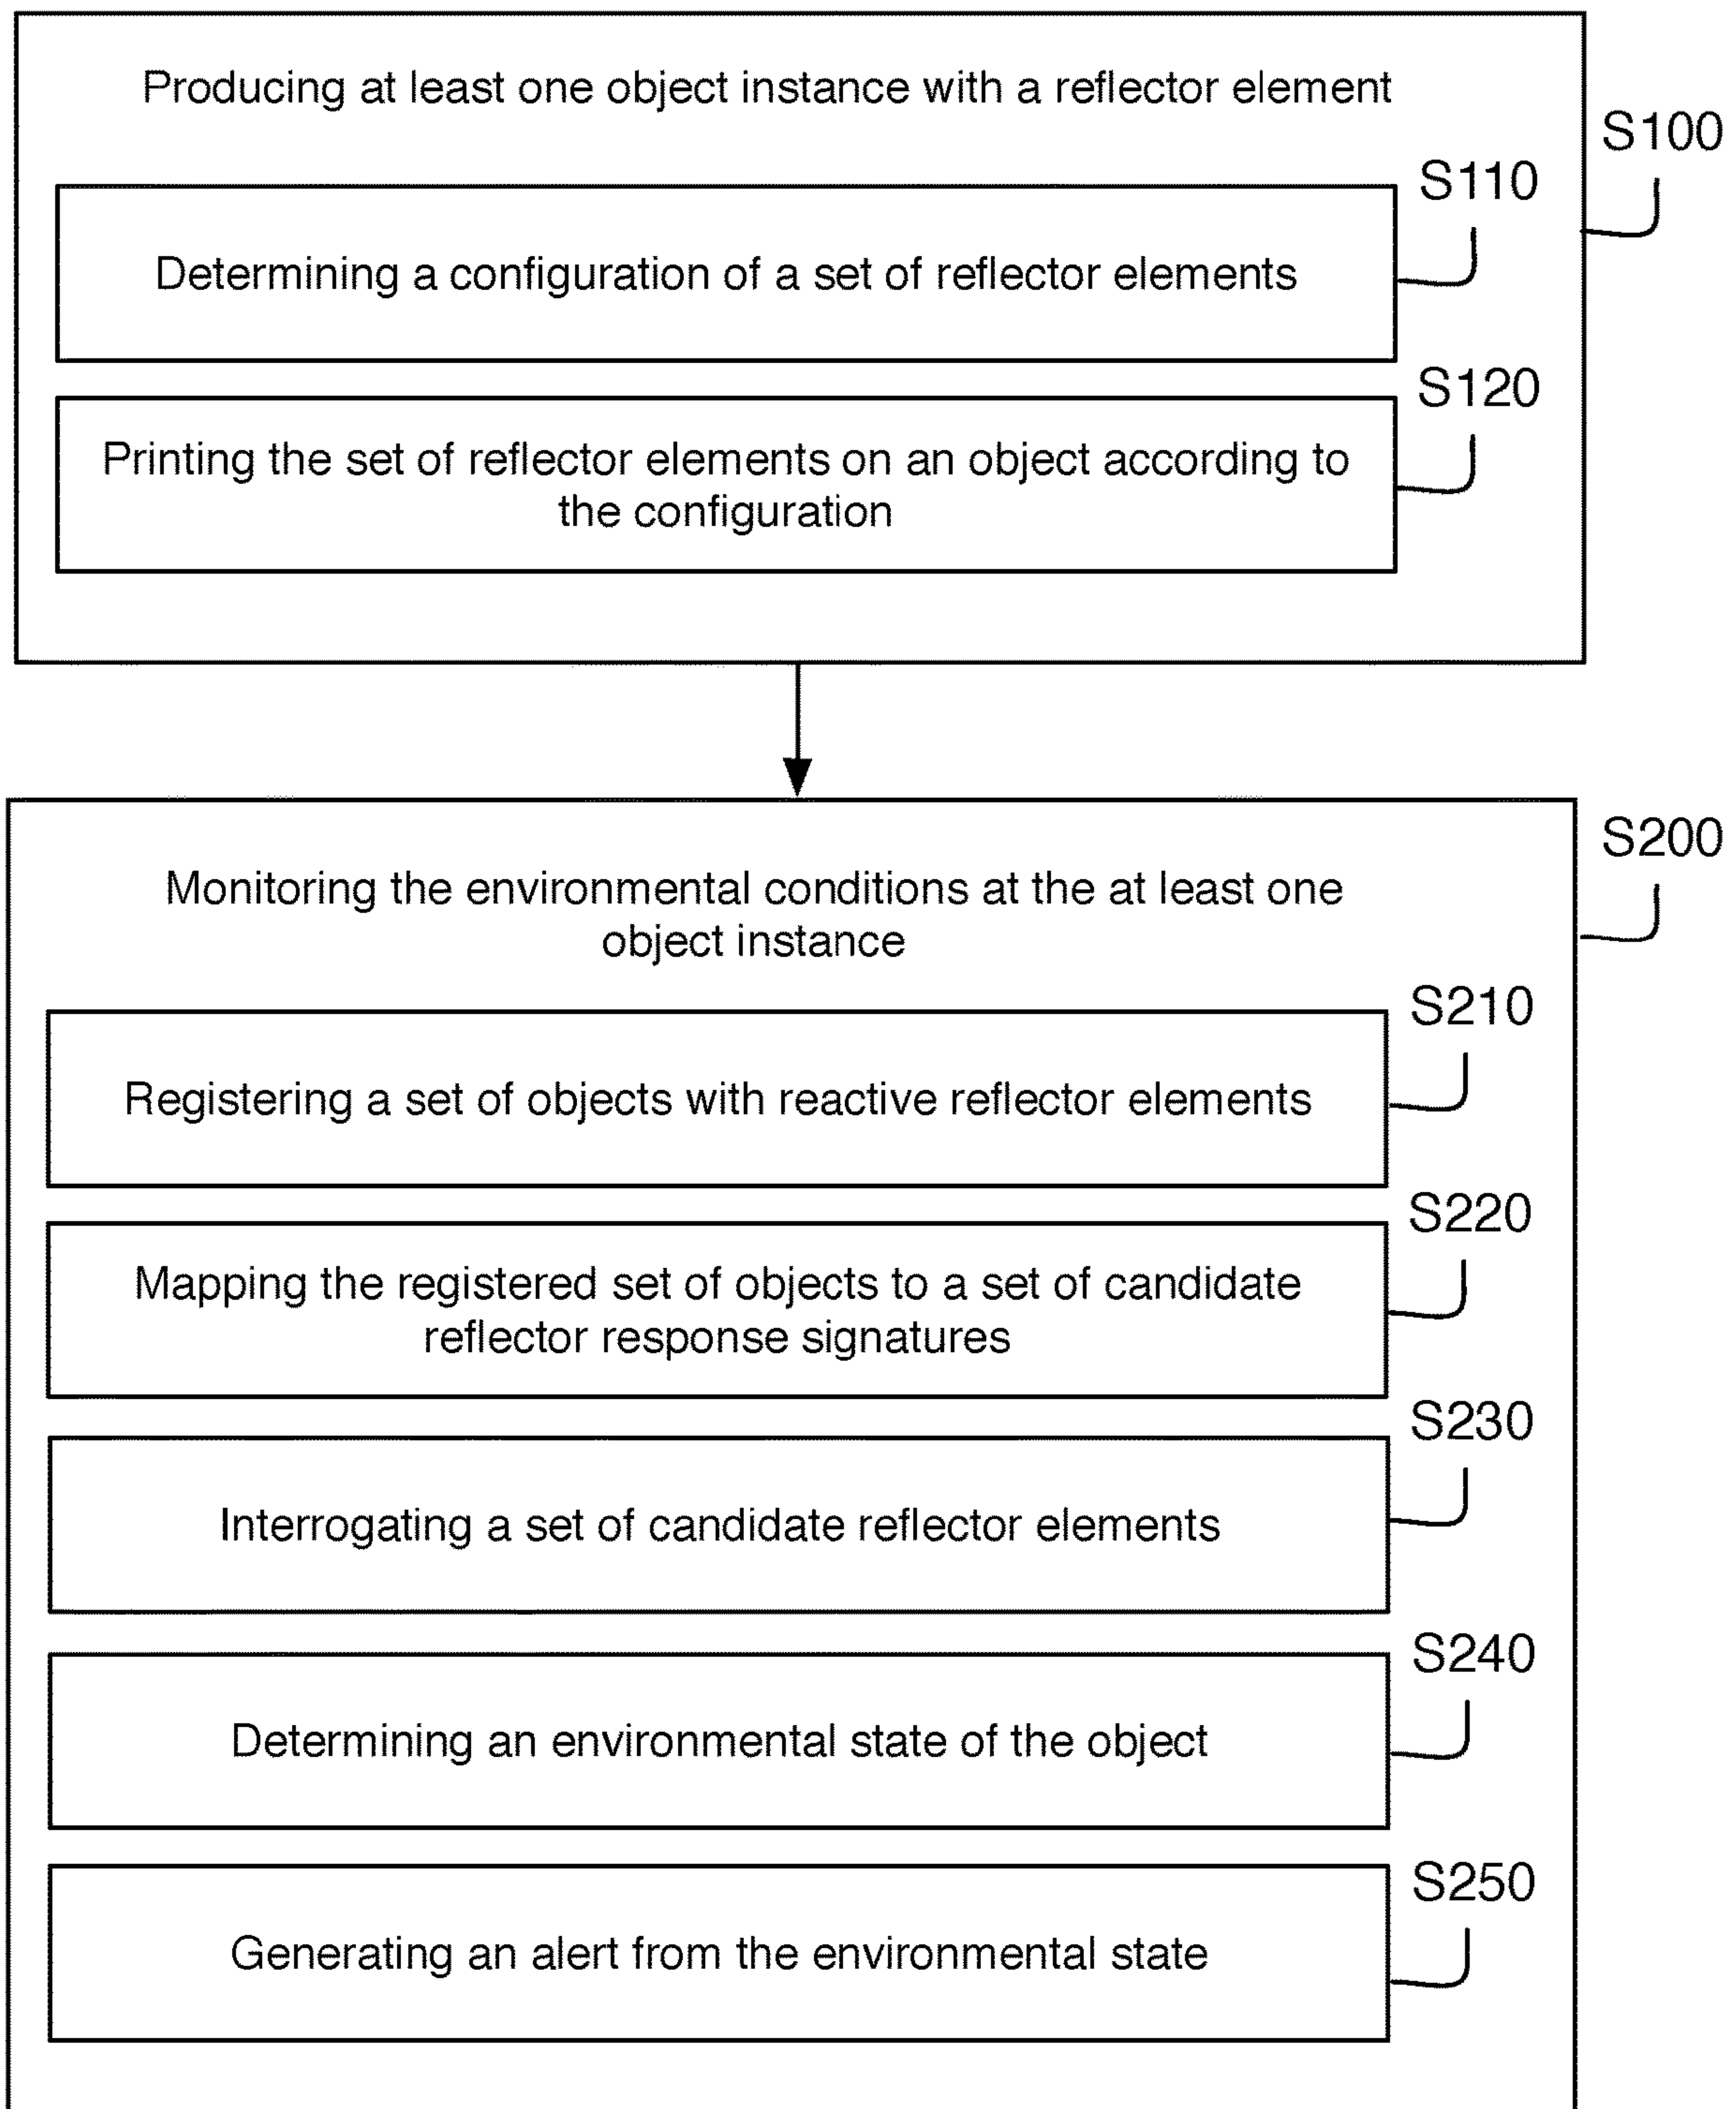 Producing at least one object instance with a reflector element
S100
S110
Determining a configuration of a set of reflector elements
S120
Printing the set of reflector elements on an object according to
the configuration
S200
Monitoring the environmental conditions at the at least one
object instance
S210
Registering a set of objects with reactive reflector elements
S220
Mapping the registered set of objects to a set of candidate
reflector response signatures
S230
Interrogating a set of candidate reflector elements
S240
Determining an environmental state of the object
S250
Generating an alert from the environmental state